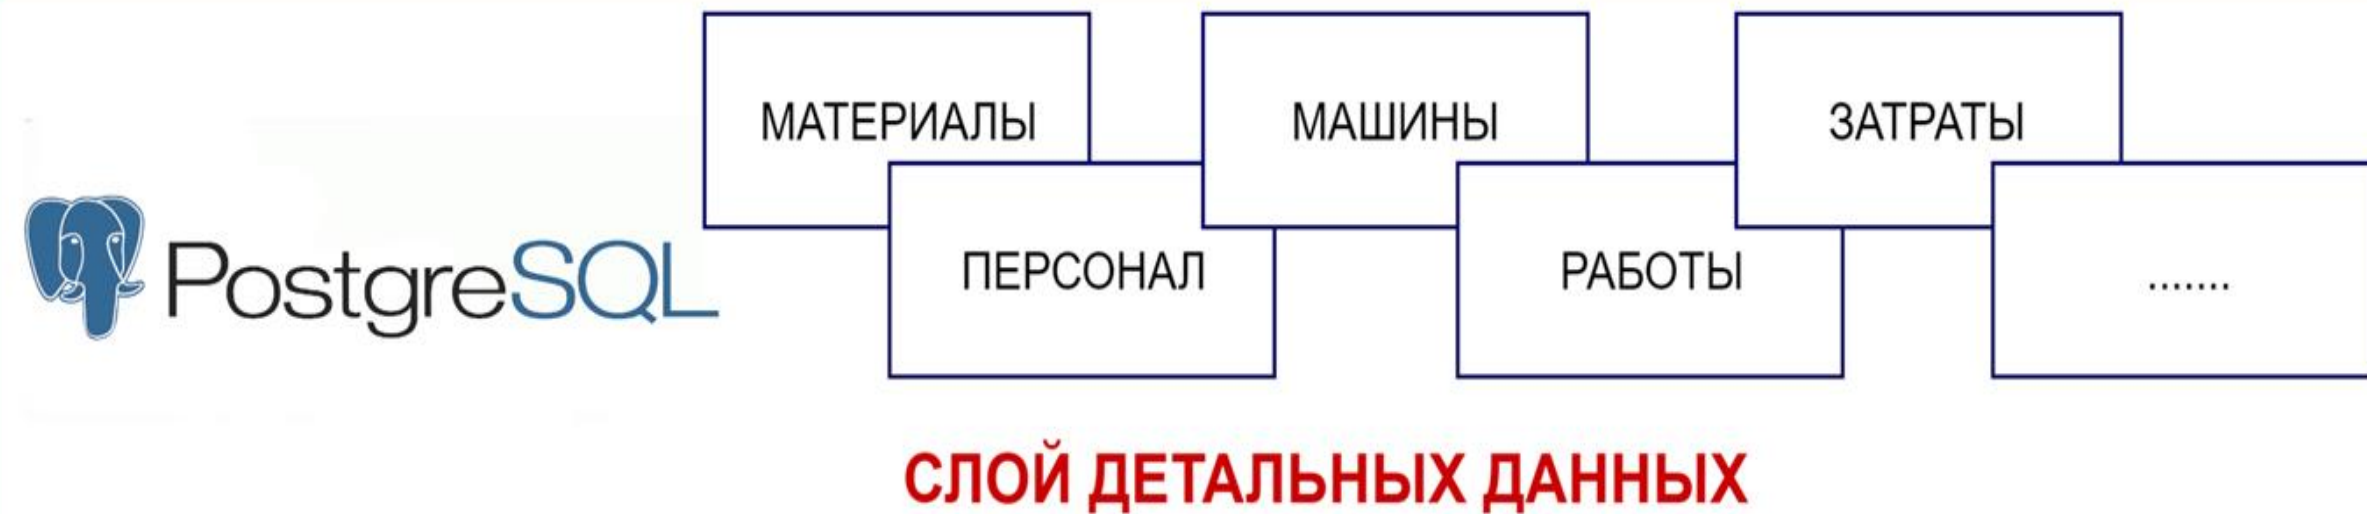 МАТЕРИАЛЫ
МАШИНЫ
ЗАТРАТЫ
PostgreSQL
ПЕРСОНАЛ
РАБОТЫ
.......
СЛОЙ ДЕТАЛЬНЫХ ДАННЫХ